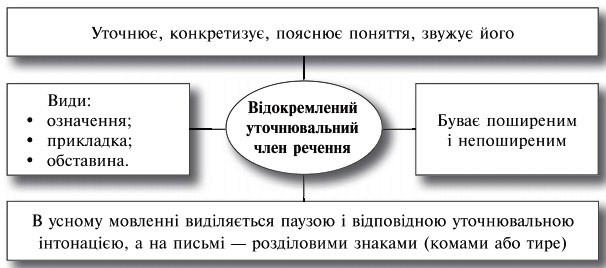 Уточнює, конкретизує, пояснює поняття, звужує його
Види:
• означення;
• прикладка;
• обставина.
Відокремлений
уточнювальний
член речення
Буває поширеним
і непоширеним
В усному мовленні виділяється паузою і відповідною уточнювальною
інтонацією, а на письмі — розділовими знаками (комами або тире)